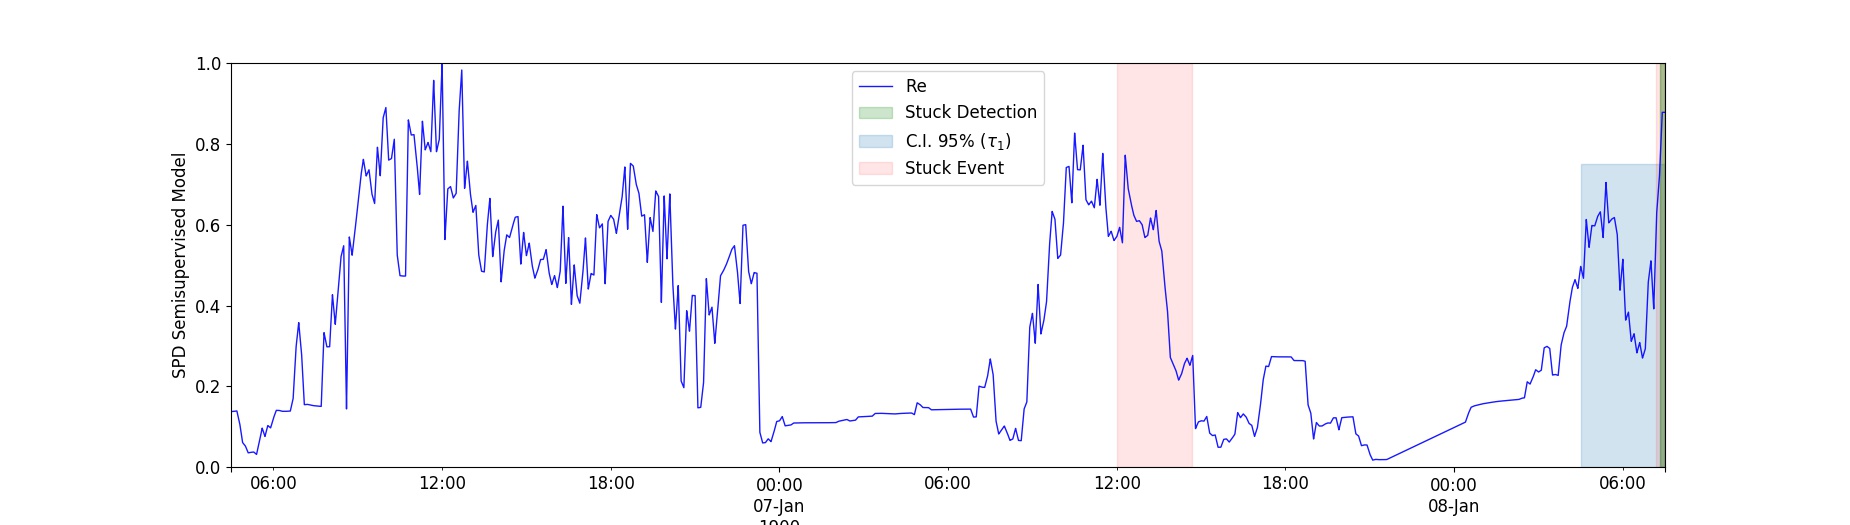 SPD Semisupervised Model
1.0
0.8
0.6
0.4
0.2
0.0
Re
Stuck Detection
C.I. 95% (τ₁)
Stuck Event
06:00 12:00 18:00 00:00 06:00 12:00 18:00 00:00 06:00
07-Jan 08-Jan
1900